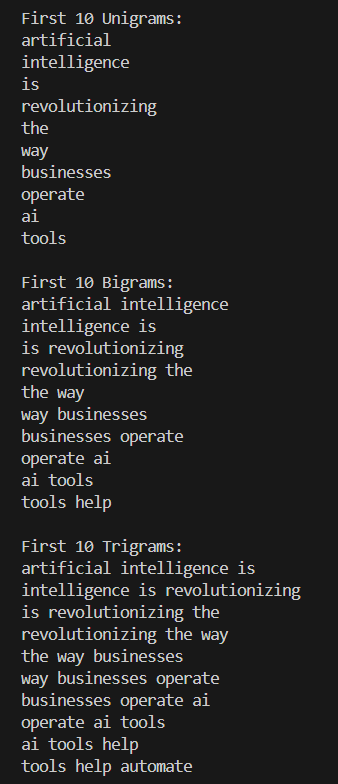 First 10 Unigrams:
artificial
intelligence
is
revolutionizing
the
way
businesses
operate
ai
tools

First 10 Bigrams:
artificial intelligence
intelligence is
is revolutionizing
revolutionizing the
the way
way businesses
businesses operate
operate ai
ai tools
tools help

First 10 Trigrams:
artificial intelligence is
intelligence is revolutionizing
is revolutionizing the
revolutionizing the way
the way businesses
way businesses operate
businesses operate ai
operate ai tools
ai tools help
tools help automate